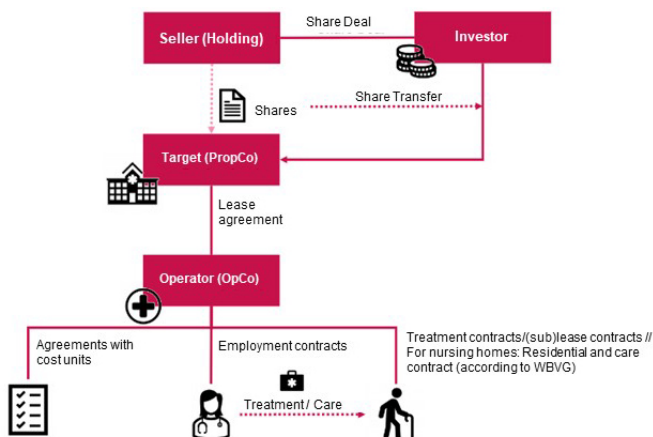 Share Deal
Seller (Holding)
Investor
Shares
Share Transfer
Target (PropCo)
Lease
agreement
Operator (OpCo)
Agreements with
cost units
Employment contracts
Treatment contracts/(sub)lease contracts //
For nursing homes: Residential and care
contract (according to WBVG)
Treatment / Care